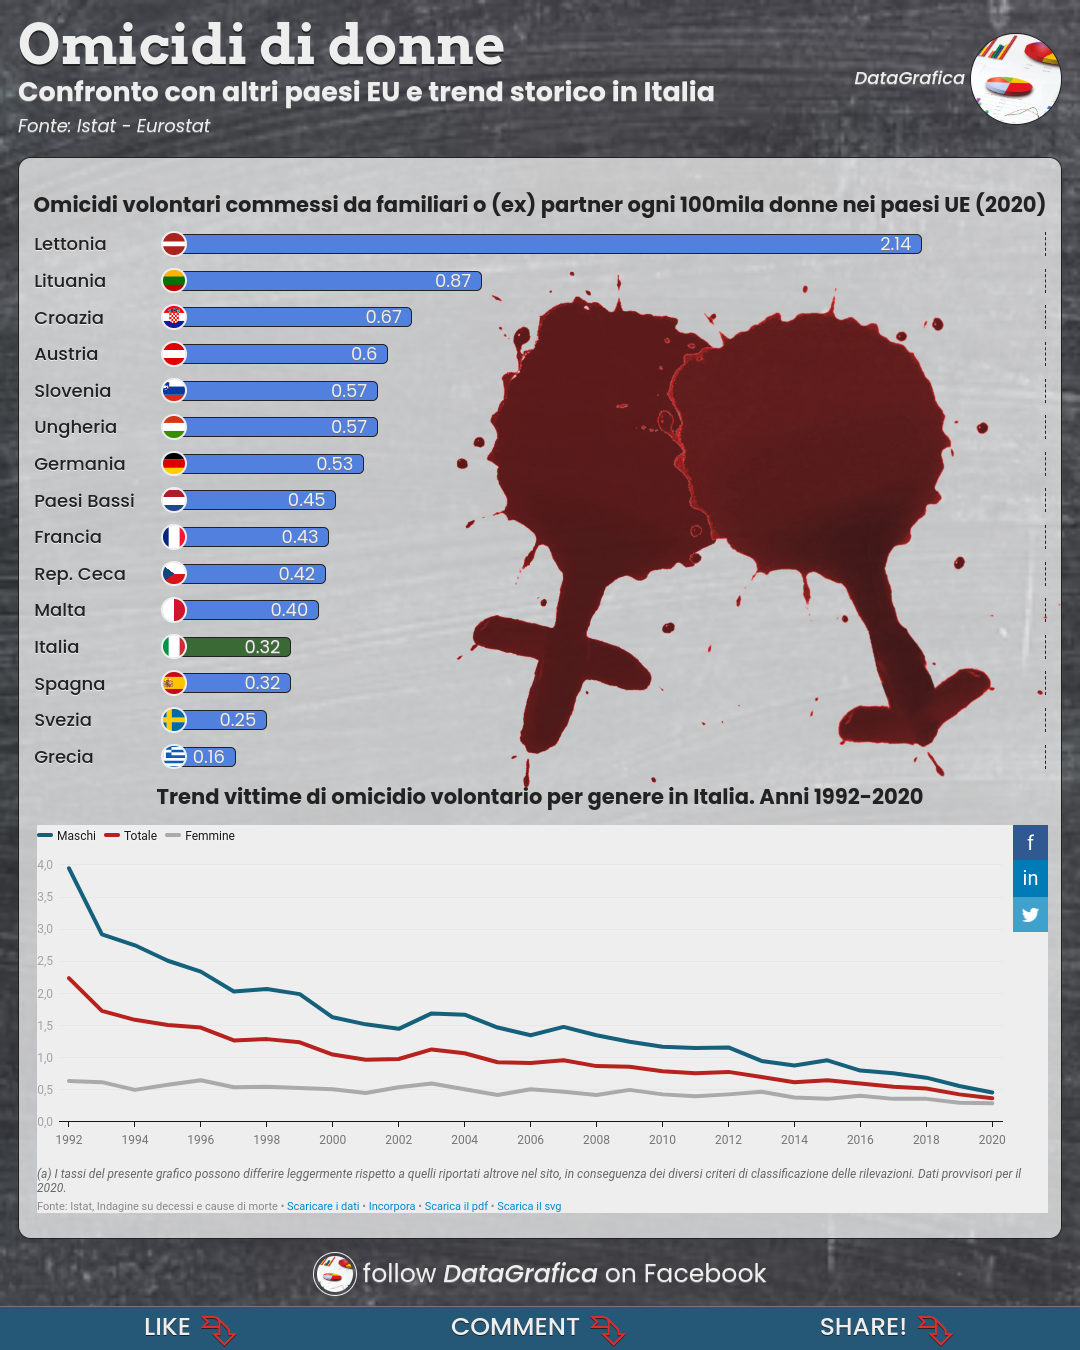 Omicidi di donne
Confronto con altri paesi EU e trend storico in Italia
Fonte: Istat - Eurostat
DataGrafica
Omicidi volontari commessi da familiari o (ex) partner ogni 100mila donne nei paesi UE (2020)
Lettonia 2.14
Lituania 0.87
Croazia 0.67
Austria 0.6
Slovenia 0.57
Ungheria 0.57
Germania 0.53
Paesi Bassi 0.45
Francia 0.43
Rep. Ceca 0.42
Malta 0.40
Italia 0.32
Spagna 0.32
Svezia 0.25
Grecia 0.16
Trend vittime di omicidio volontario per genere in Italia. Anni 1992-2020
Maschi Totale Femmine
f
in
4,0
3,5
3,0
2,5
2,0
1,5
1,0
0,5
0,0
1992 1994 1996 1998 2000 2002 2004 2006 2008 2010 2012 2014 2016 2018 2020
(a) I tassi del presente grafico possono differire leggermente rispetto a quelli riportati altrove nel sito, in conseguenza dei diversi criteri di classificazione delle rilevazioni. Dati provvisori per il
2020.
Fonte: Istat, Indagine su decessi e cause di morte • Scaricare i dati • Incorpora • Scarica il pdf • Scarica il svg
follow DataGrafica on Facebook
LIKE COMMENT SHARE!